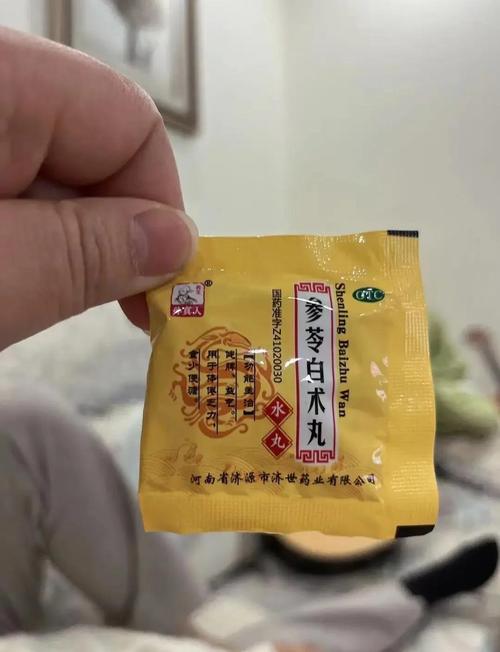 Shenling Baizhu Wan
OTC
参苓白术丸
水丸
国药准字Z41020030
®
【功能主治】
健脾、益气。
用于体倦乏力，
食少便溏。
河南省济源市济世药业有限公司